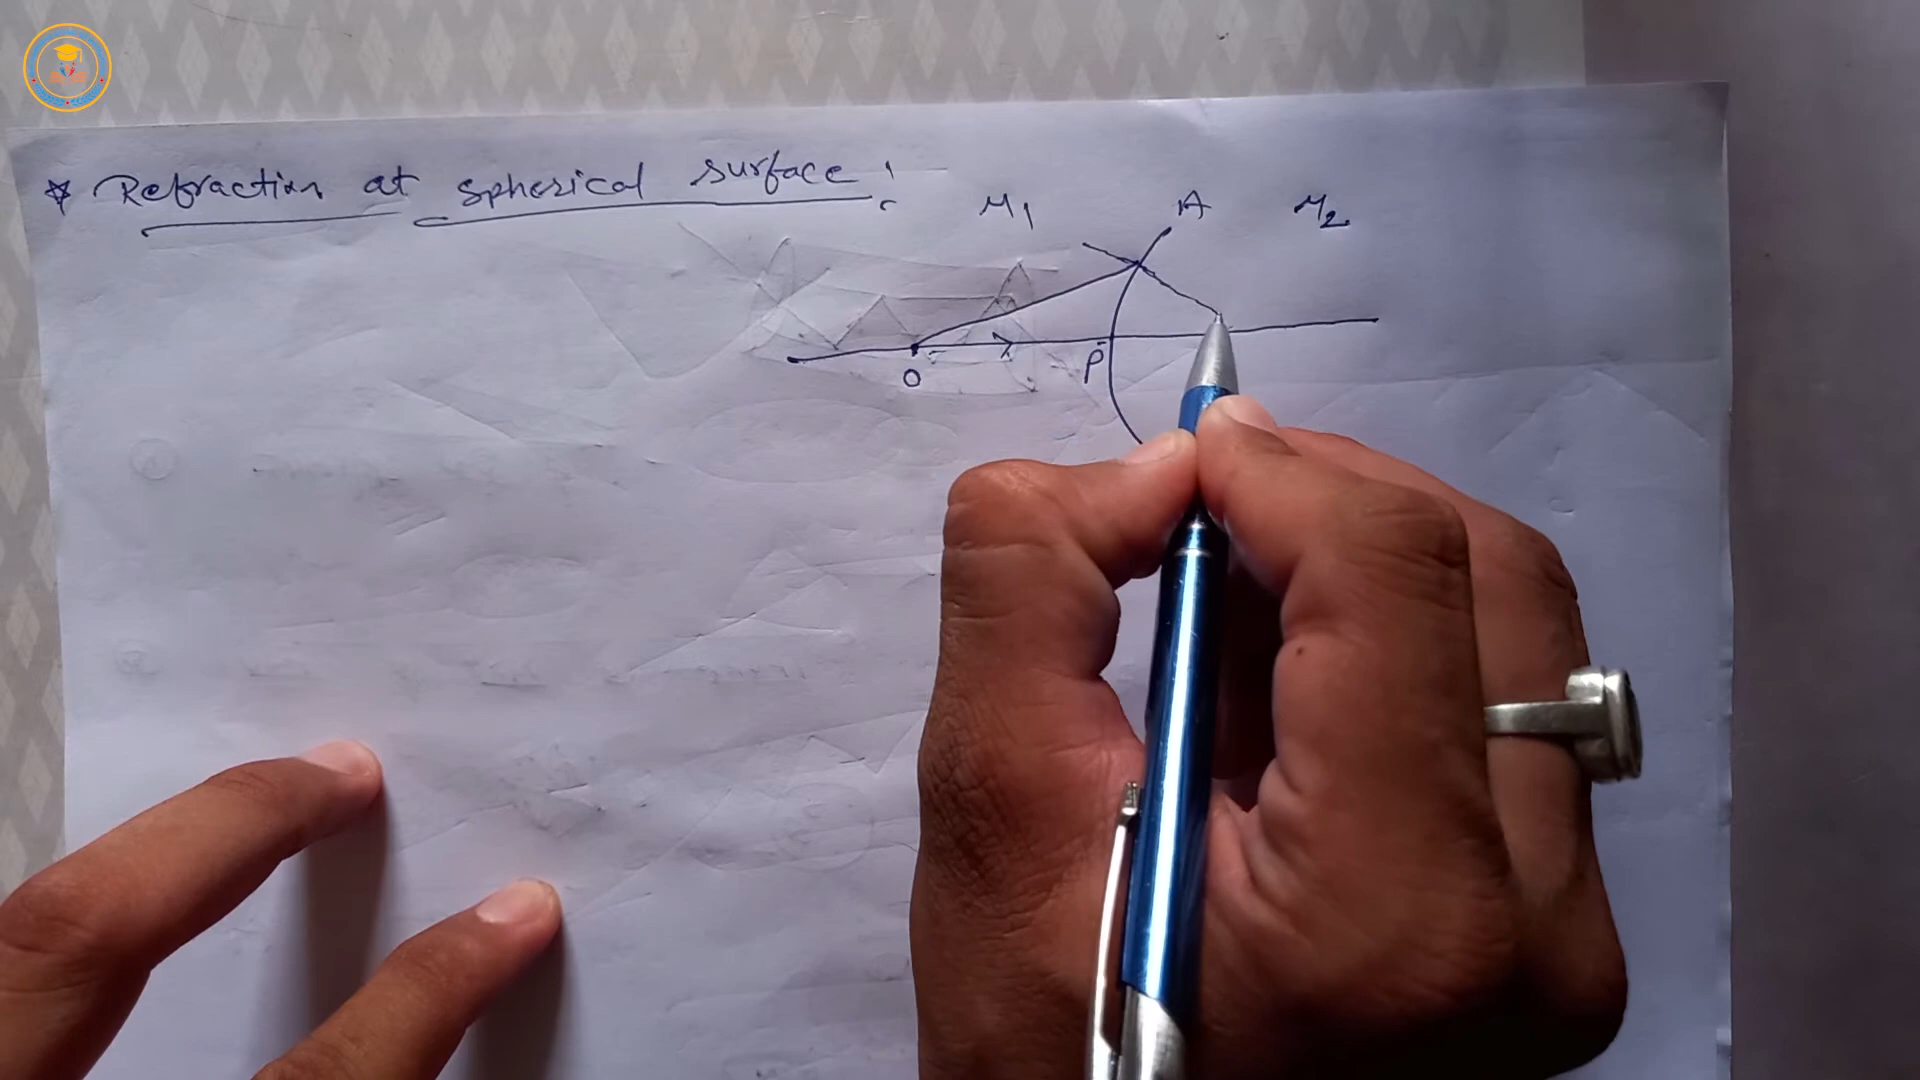 * Refraction at spherical surface :
μ1 A μ2
O P